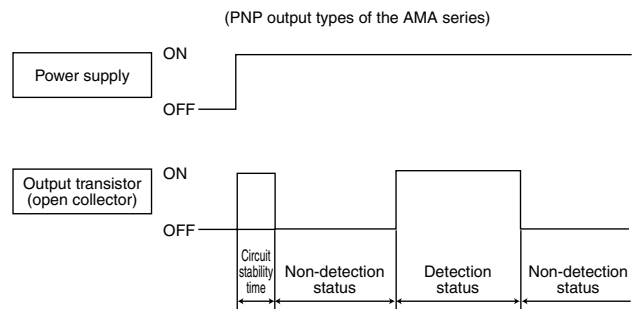 (PNP output types of the AMA series)
Power supply
ON
OFF
Output transistor
(open collector)
ON
OFF
Circuit
stability
time
Non-detection
status
Detection
status
Non-detection
status